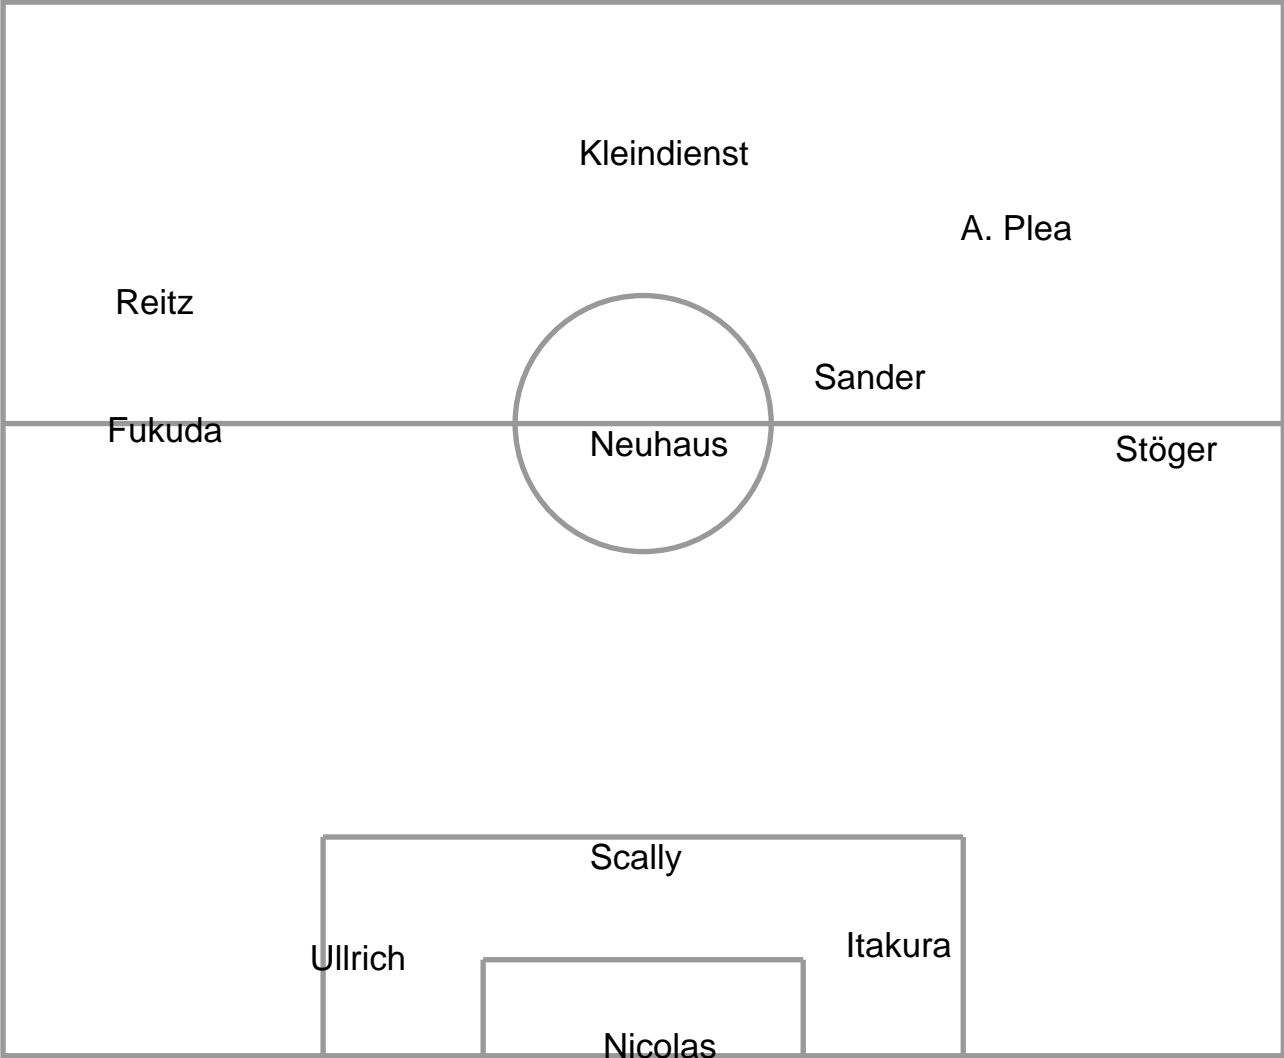 Kleindienst
A. Plea
Reitz
Sander
Fukuda
Neuhaus
Stöger
Scally
Itakura
Ullrich
Nicolas